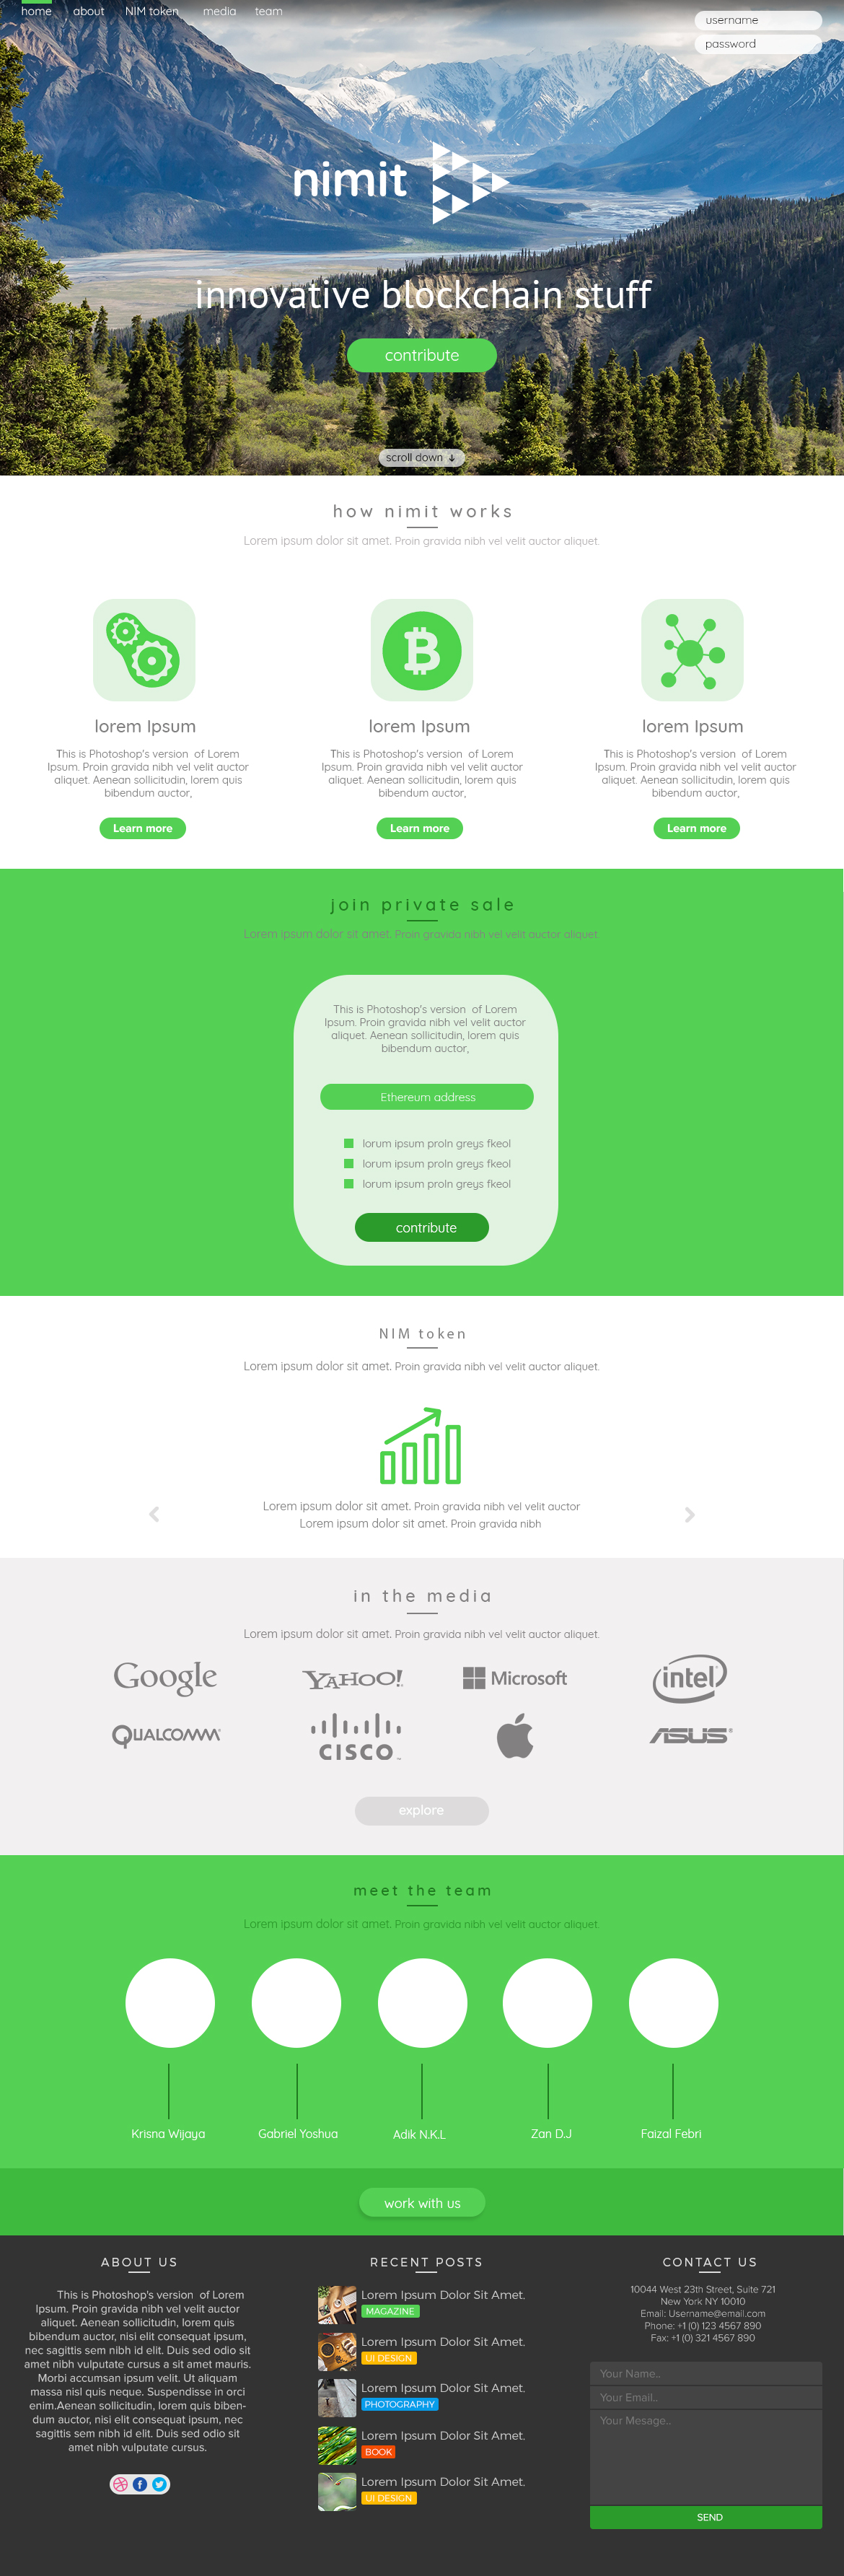 home about NIM token media team
username
password
nimit
innovative blockchain stuff
contribute
scroll down ↓
how nimit works
Lorem ipsum dolor sit amet. Proin gravida nibh vel velit auctor aliquet.
lorem Ipsum
This is Photoshop's version of Lorem
Ipsum. Proin gravida nibh vel velit auctor
aliquet. Aenean sollicitudin, lorem quis
bibendum auctor,
Learn more
lorem Ipsum
This is Photoshop's version of Lorem
Ipsum. Proin gravida nibh vel velit auctor
aliquet. Aenean sollicitudin, lorem quis
bibendum auctor,
Learn more
lorem Ipsum
This is Photoshop's version of Lorem
Ipsum. Proin gravida nibh vel velit auctor
aliquet. Aenean sollicitudin, lorem quis
bibendum auctor,
Learn more
join private sale
Lorem ipsum dolor sit amet. Proin gravida nibh vel velit auctor aliquet.
This is Photoshop's version of Lorem
Ipsum. Proin gravida nibh vel velit auctor
aliquet. Aenean sollicitudin, lorem quis
bibendum auctor,
Ethereum address
lorum ipsum proln greys fkeol
lorum ipsum proln greys fkeol
lorum ipsum proln greys fkeol
contribute
NIM token
Lorem ipsum dolor sit amet. Proin gravida nibh vel velit auctor aliquet.
Lorem ipsum dolor sit amet. Proin gravida nibh vel velit auctor
Lorem ipsum dolor sit amet. Proin gravida nibh
in the media
Lorem ipsum dolor sit amet. Proin gravida nibh vel velit auctor aliquet.
Google YAHOO! Microsoft intel®
QUALCOMM® CISCO™ ASUS®
explore
meet the team
Lorem ipsum dolor sit amet. Proin gravida nibh vel velit auctor aliquet.
Krisna Wijaya Gabriel Yoshua Adik N.K.L Zan D.J Faizal Febri
work with us
ABOUT US
This is Photoshop's version of Lorem
Ipsum. Proin gravida nibh vel velit auctor
aliquet. Aenean sollicitudin, lorem quis
bibendum auctor, nisi elit consequat ipsum,
nec sagittis sem nibh id elit. Duis sed odio sit
amet nibh vulputate cursus a sit amet mauris.
Morbi accumsan ipsum velit. Ut aliquam
massa nisl quis neque. Suspendisse in orci
enim.Aenean sollicitudin, lorem quis biben-
dum auctor, nisi elit consequat ipsum, nec
sagittis sem nibh id elit. Duis sed odio sit
amet nibh vulputate cursus.
RECENT POSTS
Lorem Ipsum Dolor Sit Amet.
MAGAZINE
Lorem Ipsum Dolor Sit Amet.
UI DESIGN
Lorem Ipsum Dolor Sit Amet.
PHOTOGRAPHY
Lorem Ipsum Dolor Sit Amet.
BOOK
Lorem Ipsum Dolor Sit Amet.
UI DESIGN
CONTACT US
10044 West 23th Street, Suite 721
New York NY 10010
Email: Username@email.com
Phone: +1 (0) 123 4567 890
Fax: +1 (0) 321 4567 890
Your Name..
Your Email..
Your Mesage..
SEND